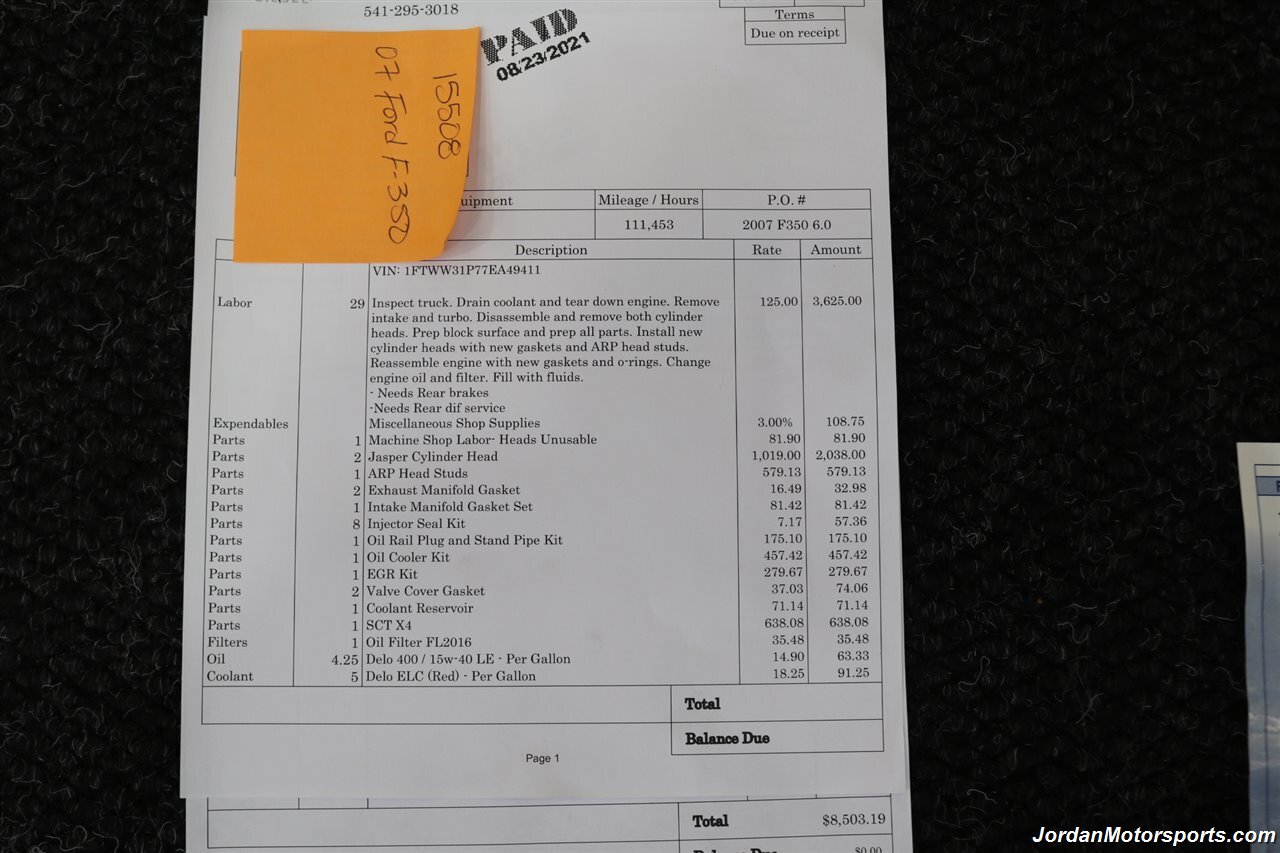 541-295-3018
PAID
08/23/2021
Terms
Due on receipt
15508
07 Ford F-350
uipment Mileage / Hours P.O. #
111,453 2007 F350 6.0
Description Rate Amount
VIN: 1FTWW31P77EA49411
Labor 29 Inspect truck. Drain coolant and tear down engine. Remove 125.00 3,625.00
intake and turbo. Disassemble and remove both cylinder
heads. Prep block surface and prep all parts. Install new
cylinder heads with new gaskets and ARP head studs.
Reassemble engine with new gaskets and o-rings. Change
engine oil and filter. Fill with fluids.
- Needs Rear brakes
-Needs Rear dif service
Expendables Miscellaneous Shop Supplies 3.00% 108.75
Parts 1 Machine Shop Labor- Heads Unusable 81.90 81.90
Parts 2 Jasper Cylinder Head 1,019.00 2,038.00
Parts 1 ARP Head Studs 579.13 579.13
Parts 2 Exhaust Manifold Gasket 16.49 32.98
Parts 1 Intake Manifold Gasket Set 81.42 81.42
Parts 8 Injector Seal Kit 7.17 57.36
Parts 1 Oil Rail Plug and Stand Pipe Kit 175.10 175.10
Parts 1 Oil Cooler Kit 457.42 457.42
Parts 1 EGR Kit 279.67 279.67
Parts 2 Valve Cover Gasket 37.03 74.06
Parts 1 Coolant Reservoir 71.14 71.14
Parts 1 SCT X4 638.08 638.08
Filters 1 Oil Filter FL2016 35.48 35.48
Oil 4.25 Delo 400 / 15w-40 LE - Per Gallon 14.90 63.33
Coolant 5 Delo ELC (Red) - Per Gallon 18.25 91.25
Total
Balance Due
Page 1
Total $8,503.19
Balance Due $0.00
JordanMotorsports.com